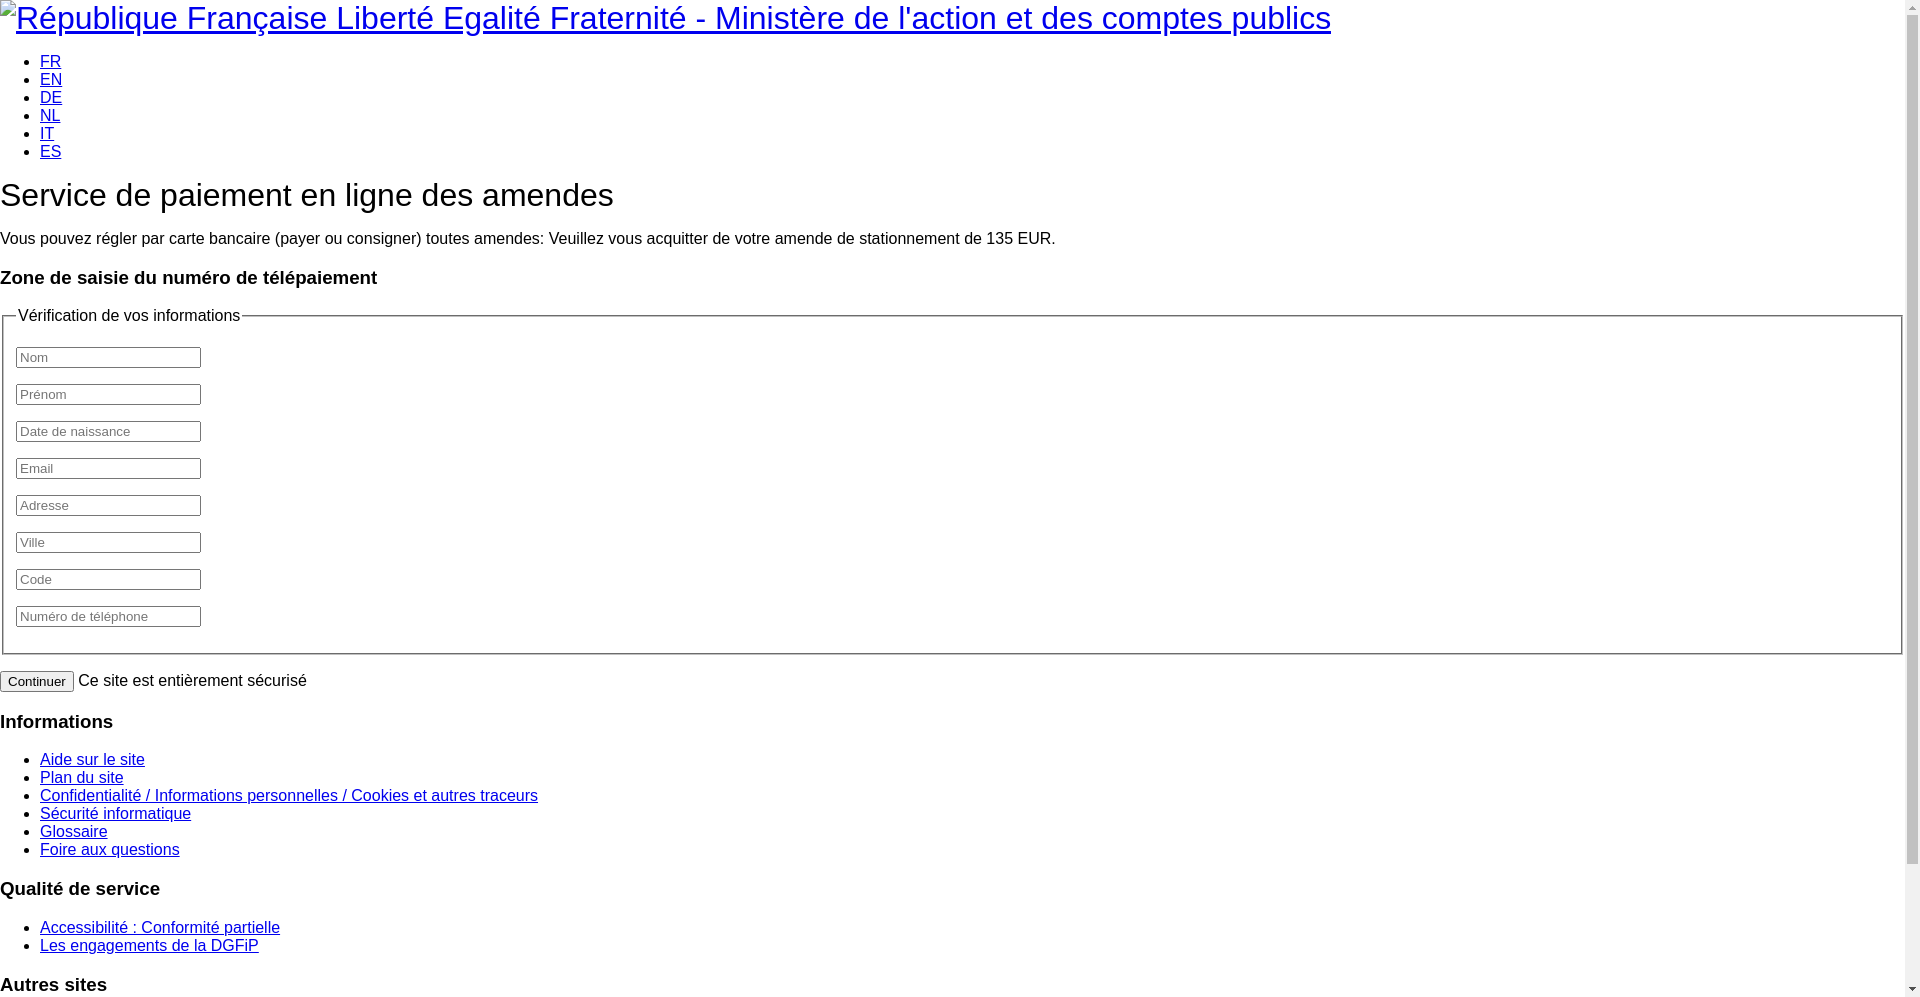 République Française Liberté Egalité Fraternité - Ministère de l'action et des comptes publics
FR
EN
DE
NL
IT
ES
Service de paiement en ligne des amendes
Vous pouvez régler par carte bancaire (payer ou consigner) toutes amendes: Veuillez vous acquitter de votre amende de stationnement de 135 EUR.
Zone de saisie du numéro de télépaiement
Vérification de vos informations
Nom
Prénom
Date de naissance
Email
Adresse
Ville
Code
Numéro de téléphone
Continuer Ce site est entièrement sécurisé
Informations
Aide sur le site
Plan du site
Confidentialité / Informations personnelles / Cookies et autres traceurs
Sécurité informatique
Glossaire
Foire aux questions
Qualité de service
Accessibilité : Conformité partielle
Les engagements de la DGFiP
Autres sites